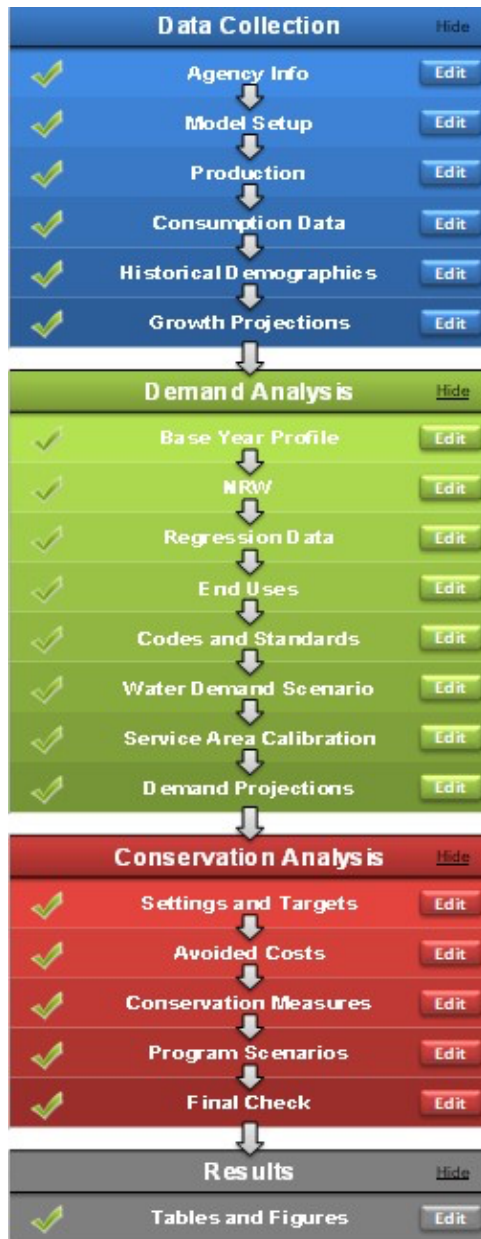 Data Collection Hide
Agency Info Edit
Model Setup Edit
Production Edit
Consumption Data Edit
Historical Demographics Edit
Growth Projections Edit
Demand Analysis Hide
Base Year Profile Edit
NRW Edit
Regression Data Edit
End Uses Edit
Codes and Standards Edit
Water Demand Scenario Edit
Service Area Calibration Edit
Demand Projections Edit
Conservation Analysis Hide
Settings and Targets Edit
Avoided Costs Edit
Conservation Measures Edit
Program Scenarios Edit
Final Check Edit
Results Hide
Tables and Figures Edit